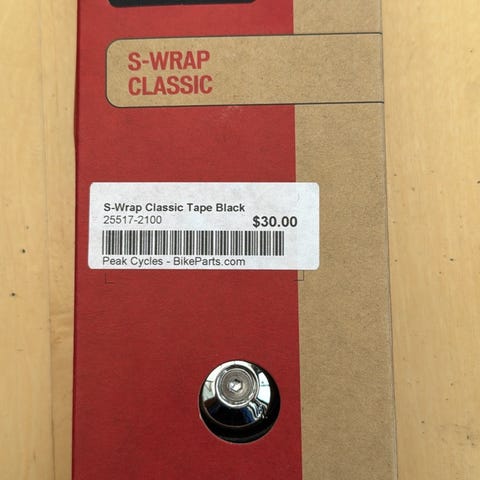 S-WRAP
CLASSIC
S-Wrap Classic Tape Black
25517-2100
$30.00
Peak Cycles - BikeParts.com